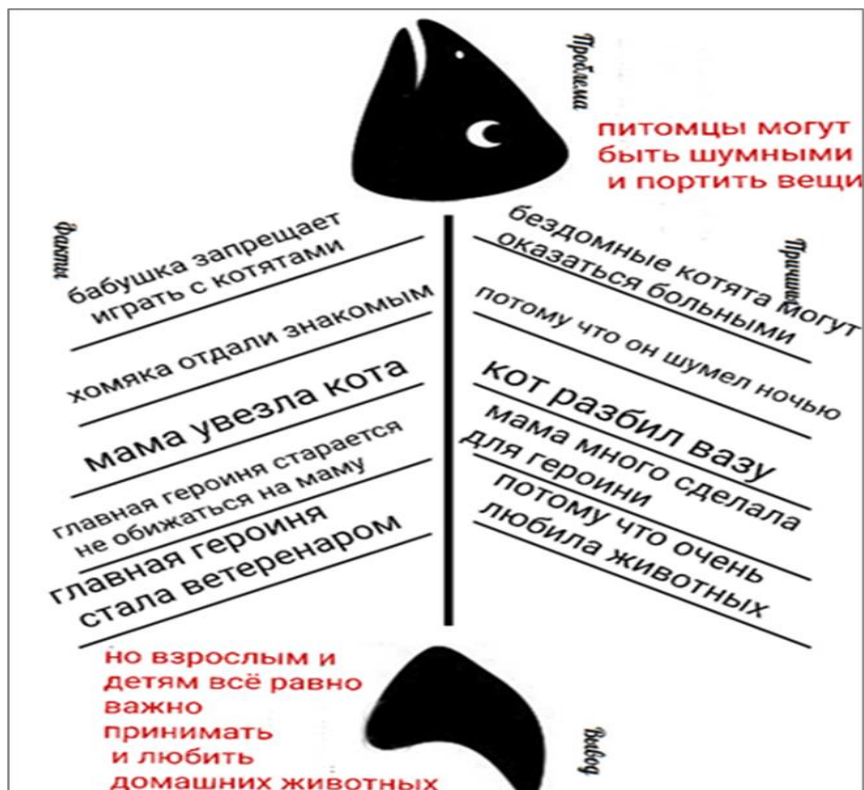 Проблема
питомцы могут
быть шумными
и портить вещи
Факты
бабушка запрещает
играть с котятами
хомяка отдали знакомым
мама увезла кота
главная героиня старается
не обижаться на маму
главная героиня
стала ветеренаром
Причины
бездомные котята могут
оказаться больными
потому что он шумел ночью
кот разбил вазу
мама много сделала
для героини
потому что очень
любила животных
но взрослым и
детям всё равно
важно
принимать
и любить
домашних животных
Вывод